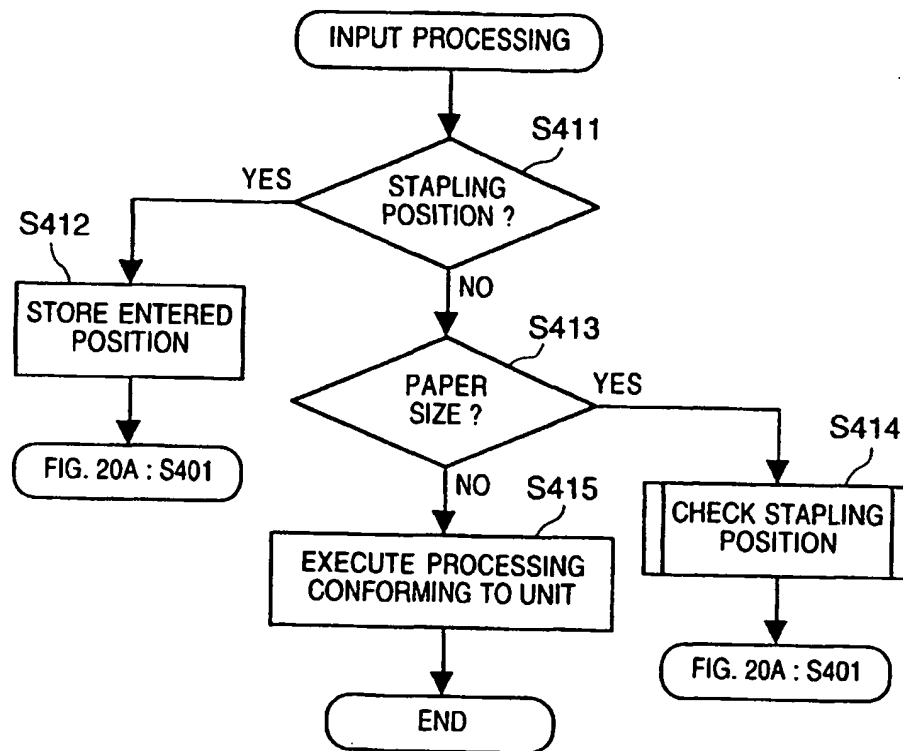 INPUT PROCESSING
S411
YES
STAPLING
POSITION ?
S412
NO
STORE ENTERED
POSITION
S413
PAPER
SIZE ?
YES
S414
FIG. 20A : S401
NO
S415
CHECK STAPLING
POSITION
EXECUTE PROCESSING
CONFORMING TO UNIT
FIG. 20A : S401
END